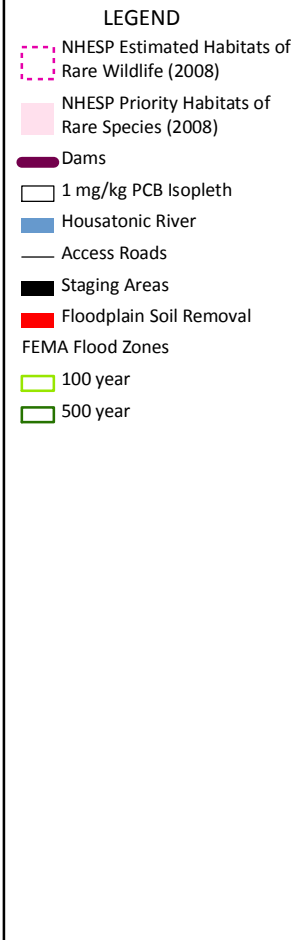 LEGEND
NHESP Estimated Habitats of
Rare Wildlife (2008)
NHESP Priority Habitats of
Rare Species (2008)
Dams
1 mg/kg PCB Isopleth
Housatonic River
Access Roads
Staging Areas
Floodplain Soil Removal
FEMA Flood Zones
100 year
500 year